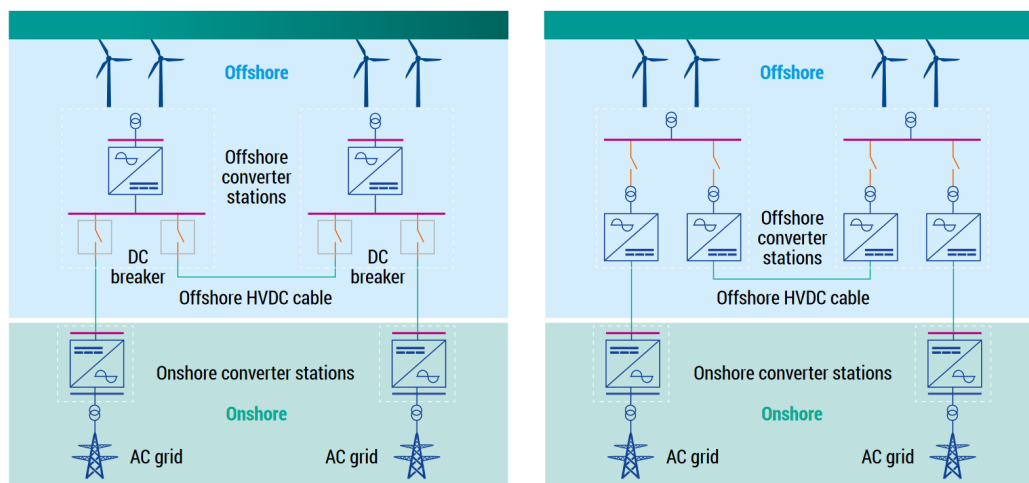 Offshore
Offshore
converter
stations
DC
breaker
DC
breaker
Offshore HVDC cable
Onshore converter stations
Onshore
AC grid
AC grid
Offshore
Offshore
converter
stations
Offshore HVDC cable
Onshore converter stations
Onshore
AC grid
AC grid